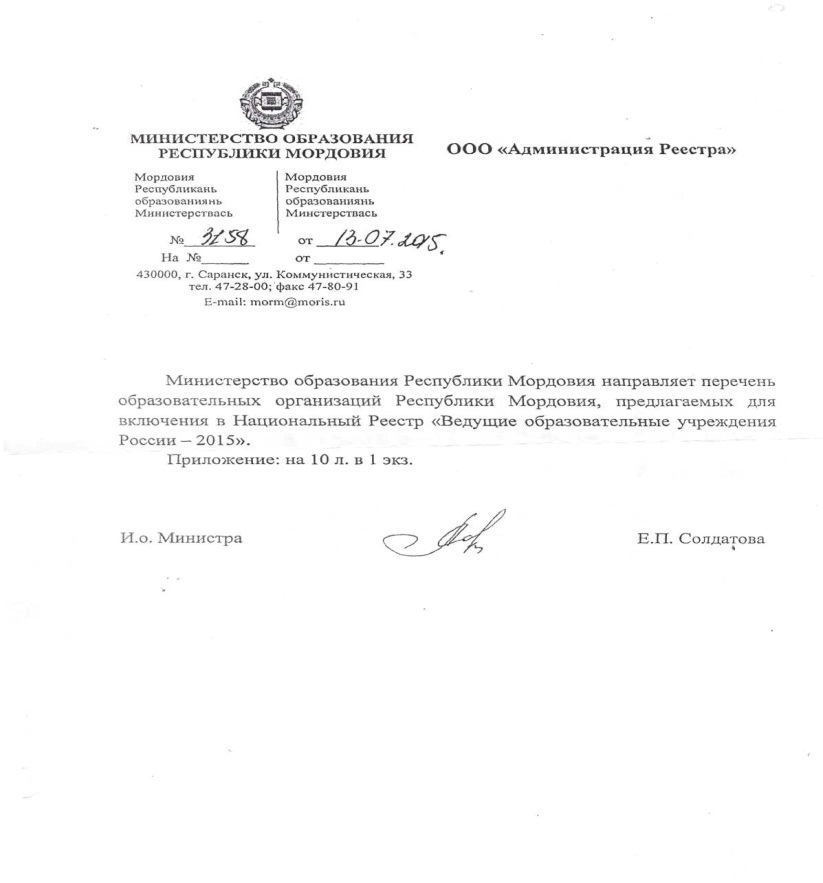 МИНИСТЕРСТВО ОБРАЗОВАНИЯ
РЕСПУБЛИКИ МОРДОВИЯ
ООО «Администрация Реестра»
Мордовия
Республикань
образованиянь
Министерствась
Мордовия
Республикань
образованиянь
Минстерствась
№ 3158 от 13.07.2015.
На № от
430000, г. Саранск, ул. Коммунистическая, 33
тел. 47-28-00; факс 47-80-91
E-mail: morm@moris.ru
Министерство образования Республики Мордовия направляет перечень
образовательных организаций Республики Мордовия, предлагаемых для
включения в Национальный Реестр «Ведущие образовательные учреждения
России – 2015».
Приложение: на 10 л. в 1 экз.
И.о. Министра
Е.П. Солдатова